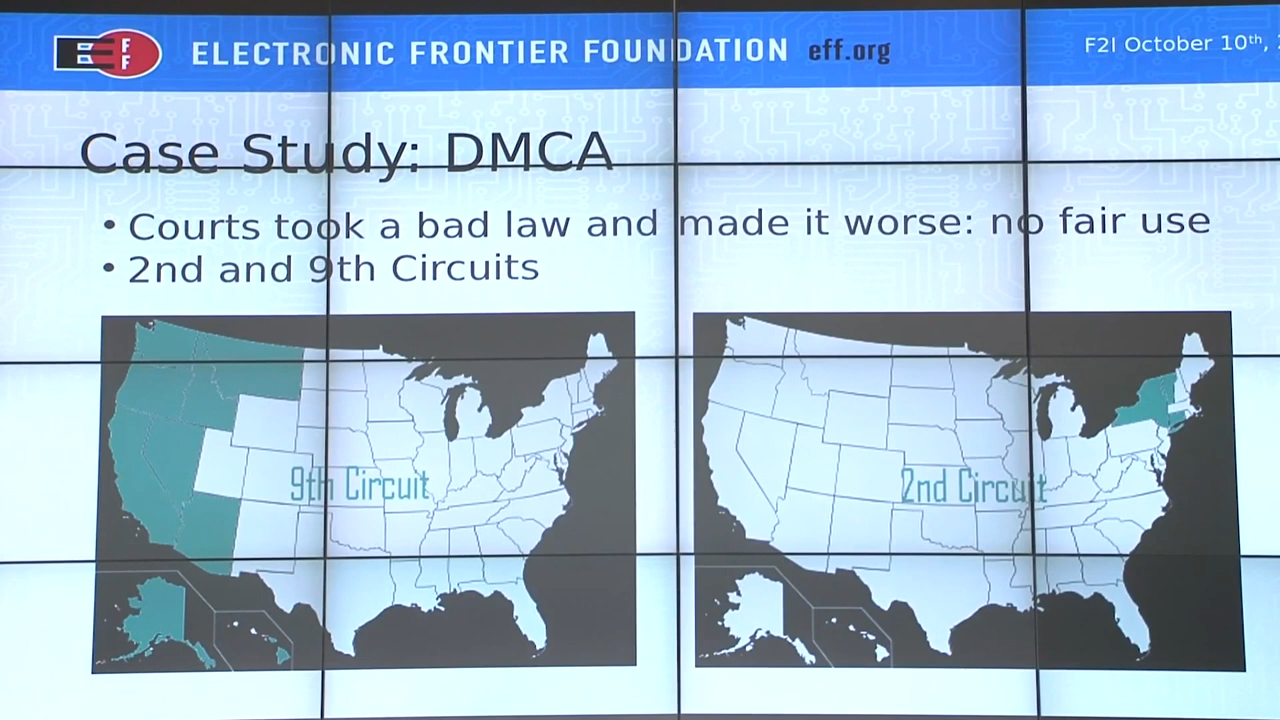 EFF
ELECTRONIC FRONTIER FOUNDATION eff.org
F2I October 10th,
Case Study: DMCA
• Courts took a bad law and made it worse: no fair use
• 2nd and 9th Circuits
9th Circuit
2nd Circuit